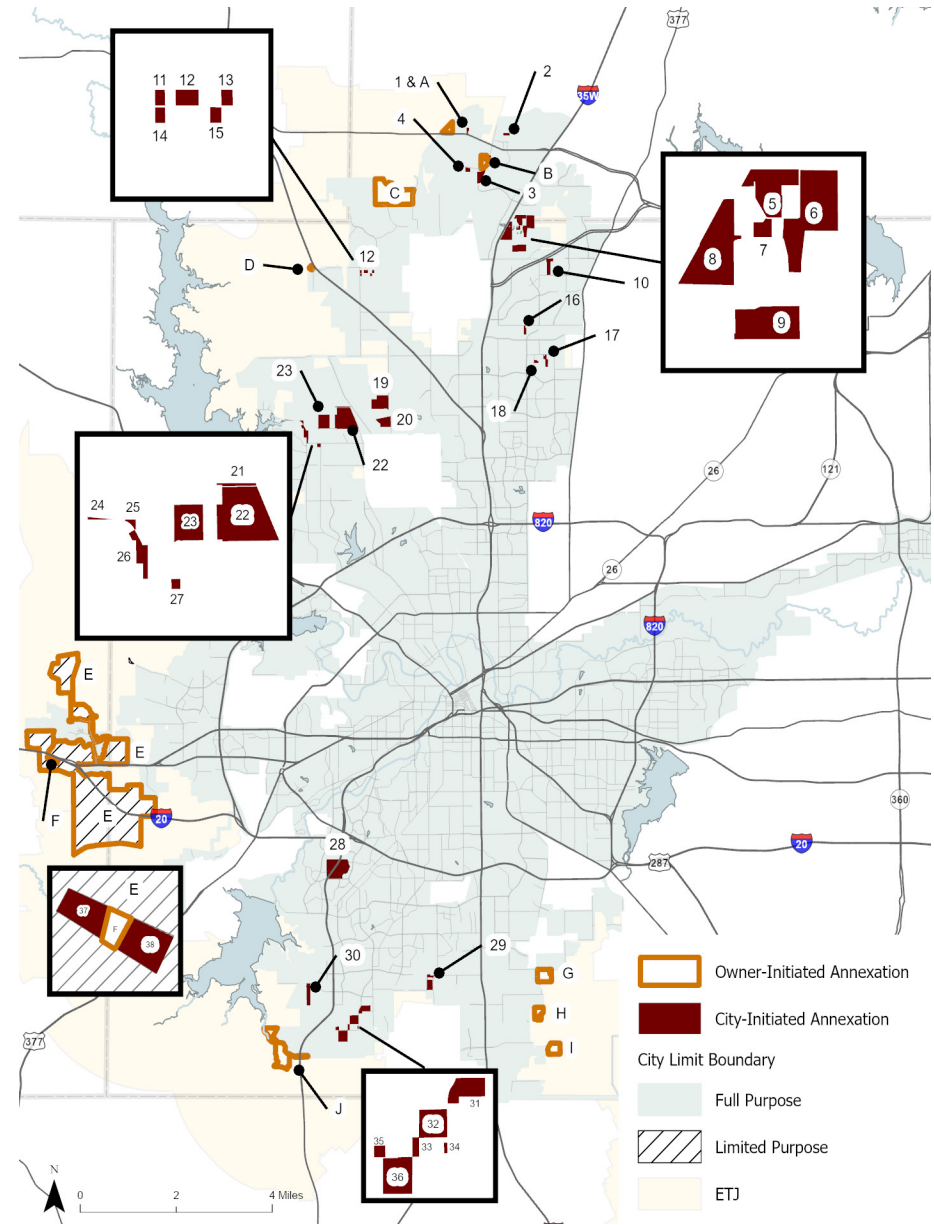 377
11 12 13
14 15
1 & A
2
35W
4
B
3
C
5
6
7
8
9
D
12
10
16
17
18
23
19
20
22
26
121
820
21
24
25
23
22
26
27
26
820
E
E
E
F
20
360
20
287
28
E
37
F
38
30
29
G
H
I
377
J
31
32
35
33
34
36
Owner-Initiated Annexation
City-Initiated Annexation
City Limit Boundary
Full Purpose
Limited Purpose
ETJ
N
0 2 4 Miles